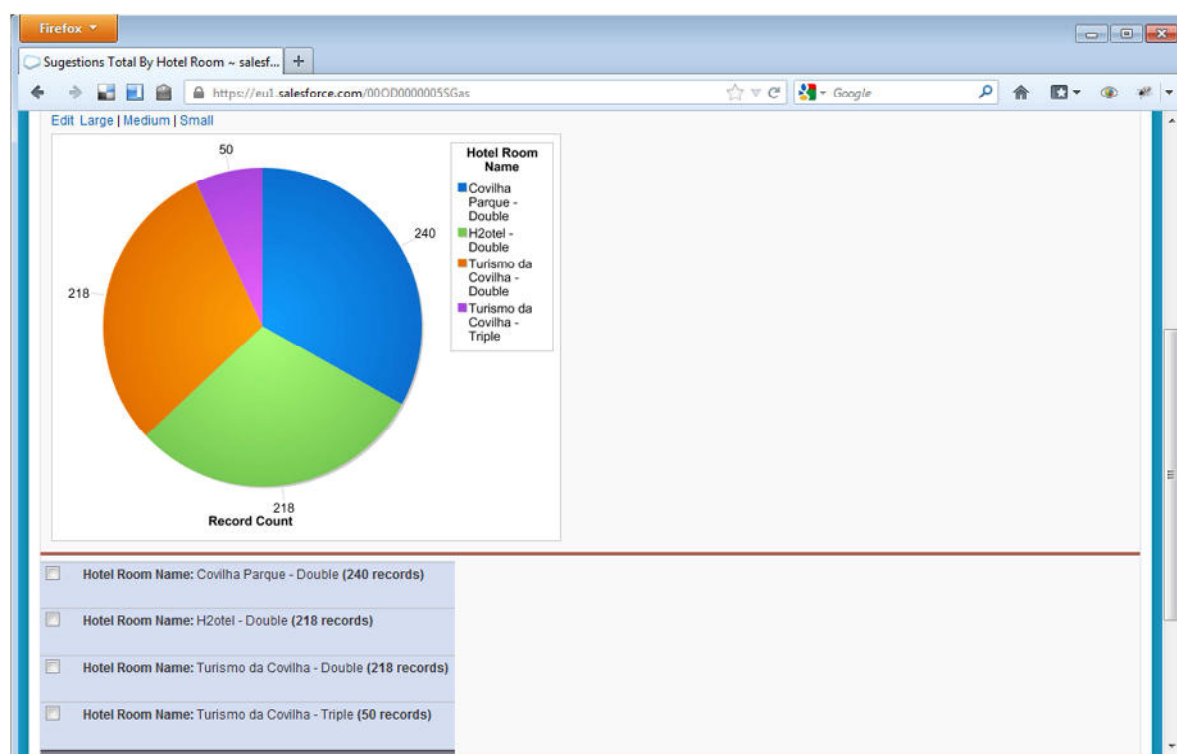 Firefox
Sugestions Total By Hotel Room ~ salesf...
https://eu1.salesforce.com/00OD0000005SGas
Google
Edit Large | Medium | Small
50
240
218
218
Record Count
Hotel Room
Name
Covilha
Parque -
Double
H2otel -
Double
Turismo da
Covilha -
Double
Turismo da
Covilha -
Triple
Hotel Room Name: Covilha Parque - Double (240 records)
Hotel Room Name: H2otel - Double (218 records)
Hotel Room Name: Turismo da Covilha - Double (218 records)
Hotel Room Name: Turismo da Covilha - Triple (50 records)